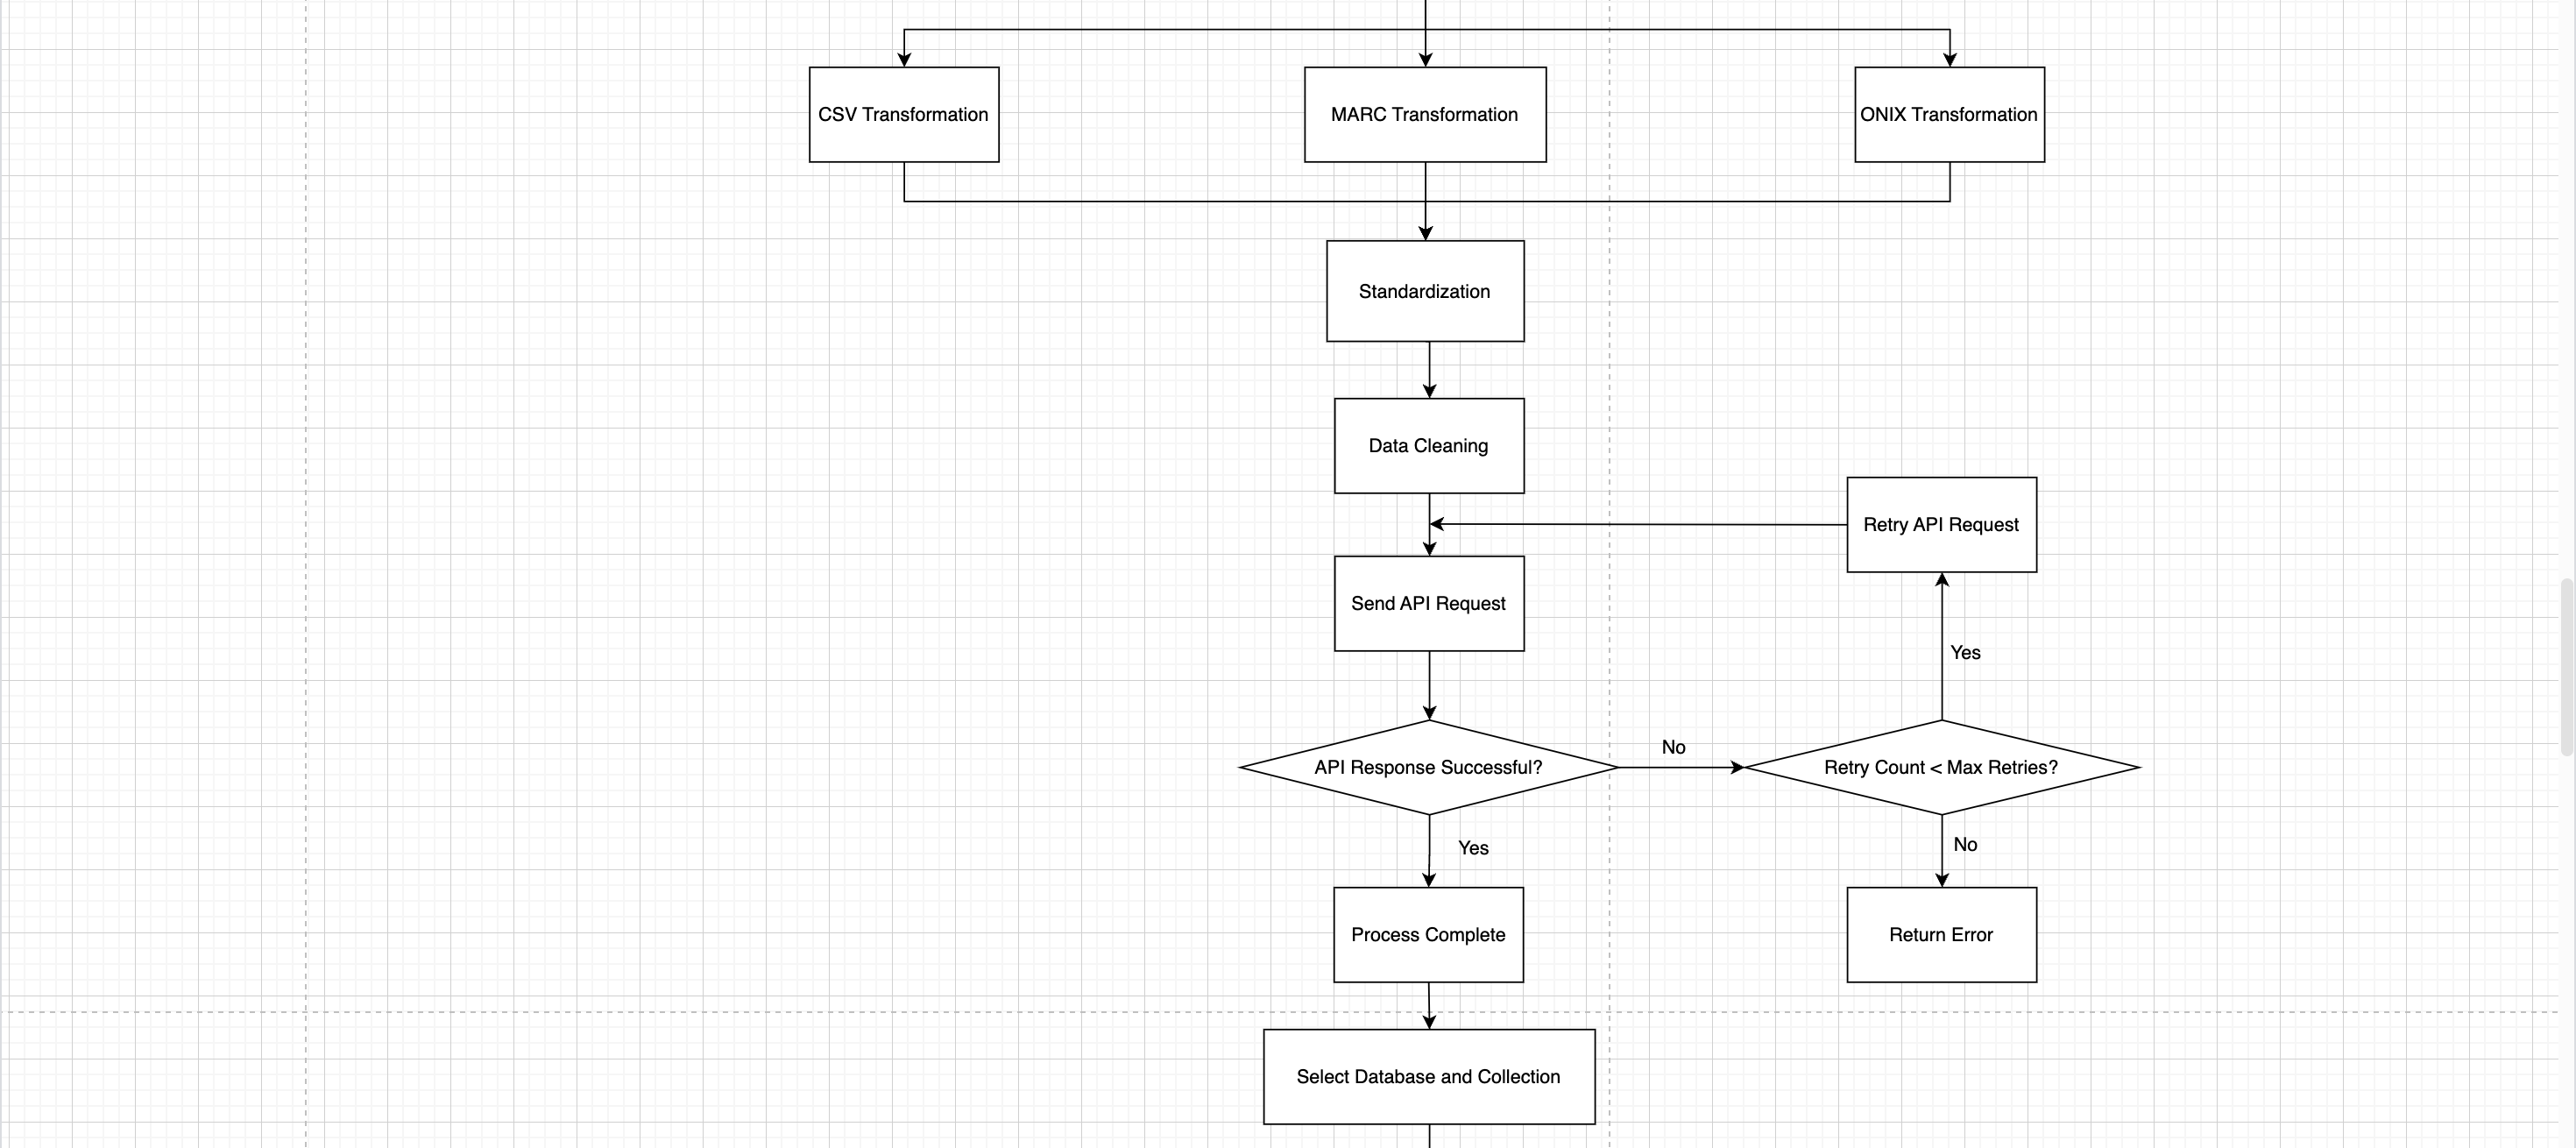 CSV Transformation
MARC Transformation
ONIX Transformation
Standardization
Data Cleaning
Retry API Request
Send API Request
Yes
No
API Response Successful?
Retry Count < Max Retries?
Yes
No
Process Complete
Return Error
Select Database and Collection